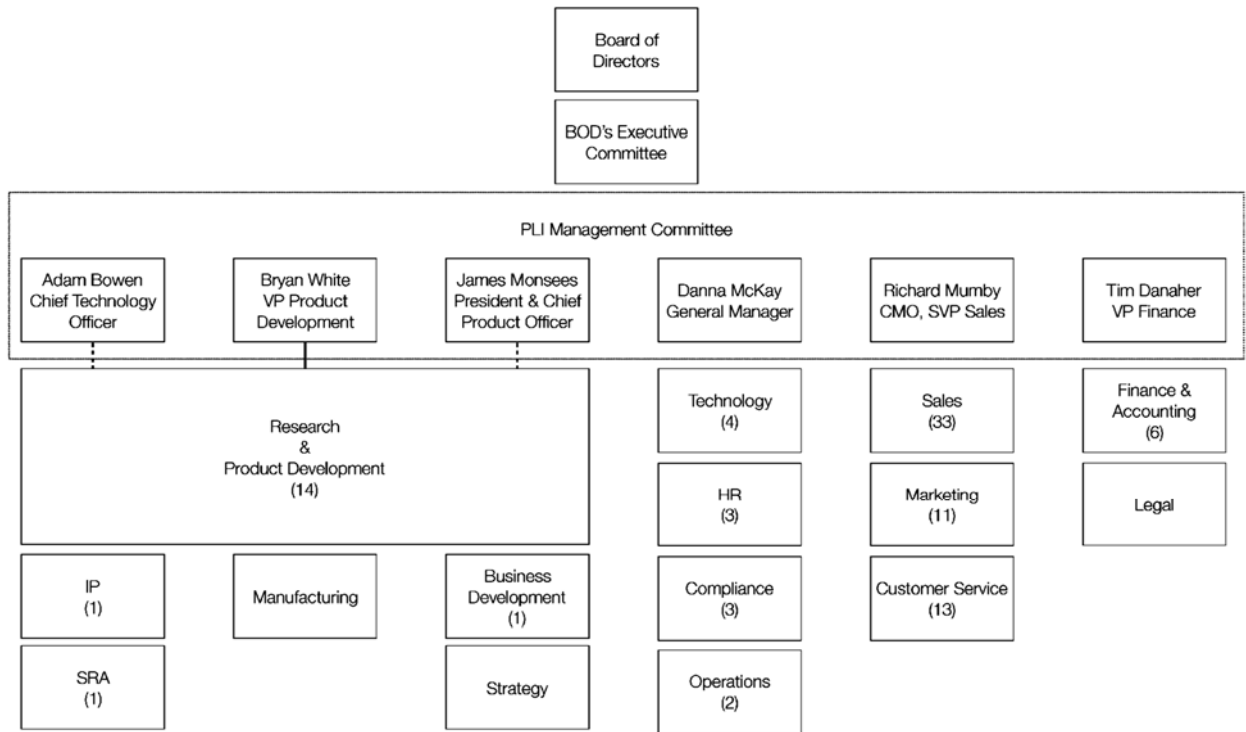 Board of
Directors
BOD's Executive
Committee
PLI Management Committee
Adam Bowen
Chief Technology
Officer
Bryan White
VP Product
Development
James Monsees
President & Chief
Product Officer
Danna McKay
General Manager
Richard Mumby
CMO, SVP Sales
Tim Danaher
VP Finance
Research
&
Product Development
(14)
Technology
(4)
Sales
(33)
Finance &
Accounting
(6)
HR
(3)
Marketing
(11)
Legal
IP
(1)
Manufacturing
Business
Development
(1)
Compliance
(3)
Customer Service
(13)
SRA
(1)
Strategy
Operations
(2)